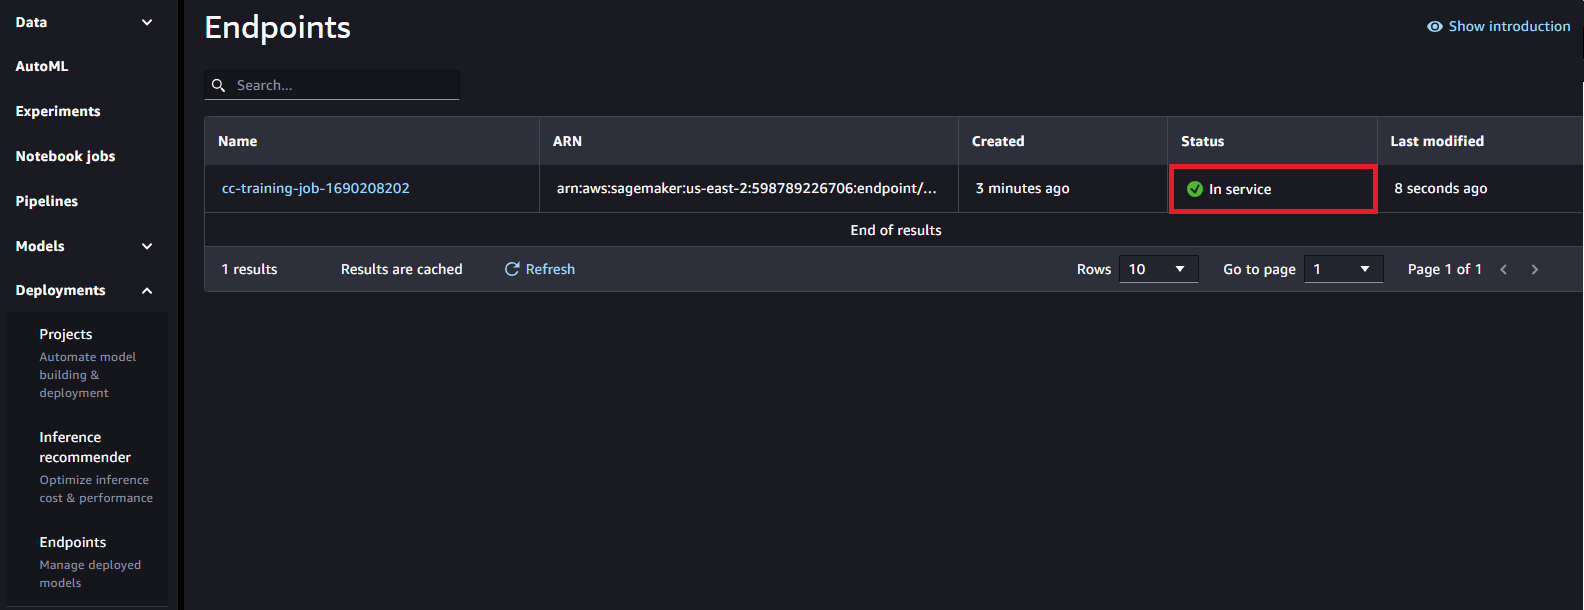 Data
AutoML
Experiments
Notebook jobs
Pipelines
Models
Deployments
Projects
Automate model
building &
deployment
Inference
recommender
Optimize inference
cost & performance
Endpoints
Manage deployed
models
Endpoints
Show introduction
Search...
Name ARN Created Status Last modified
cc-training-job-1690208202 arn:aws:sagemaker:us-east-2:598789226706:endpoint/... 3 minutes ago In service 8 seconds ago
End of results
1 results Results are cached Refresh Rows 10 Go to page 1 Page 1 of 1